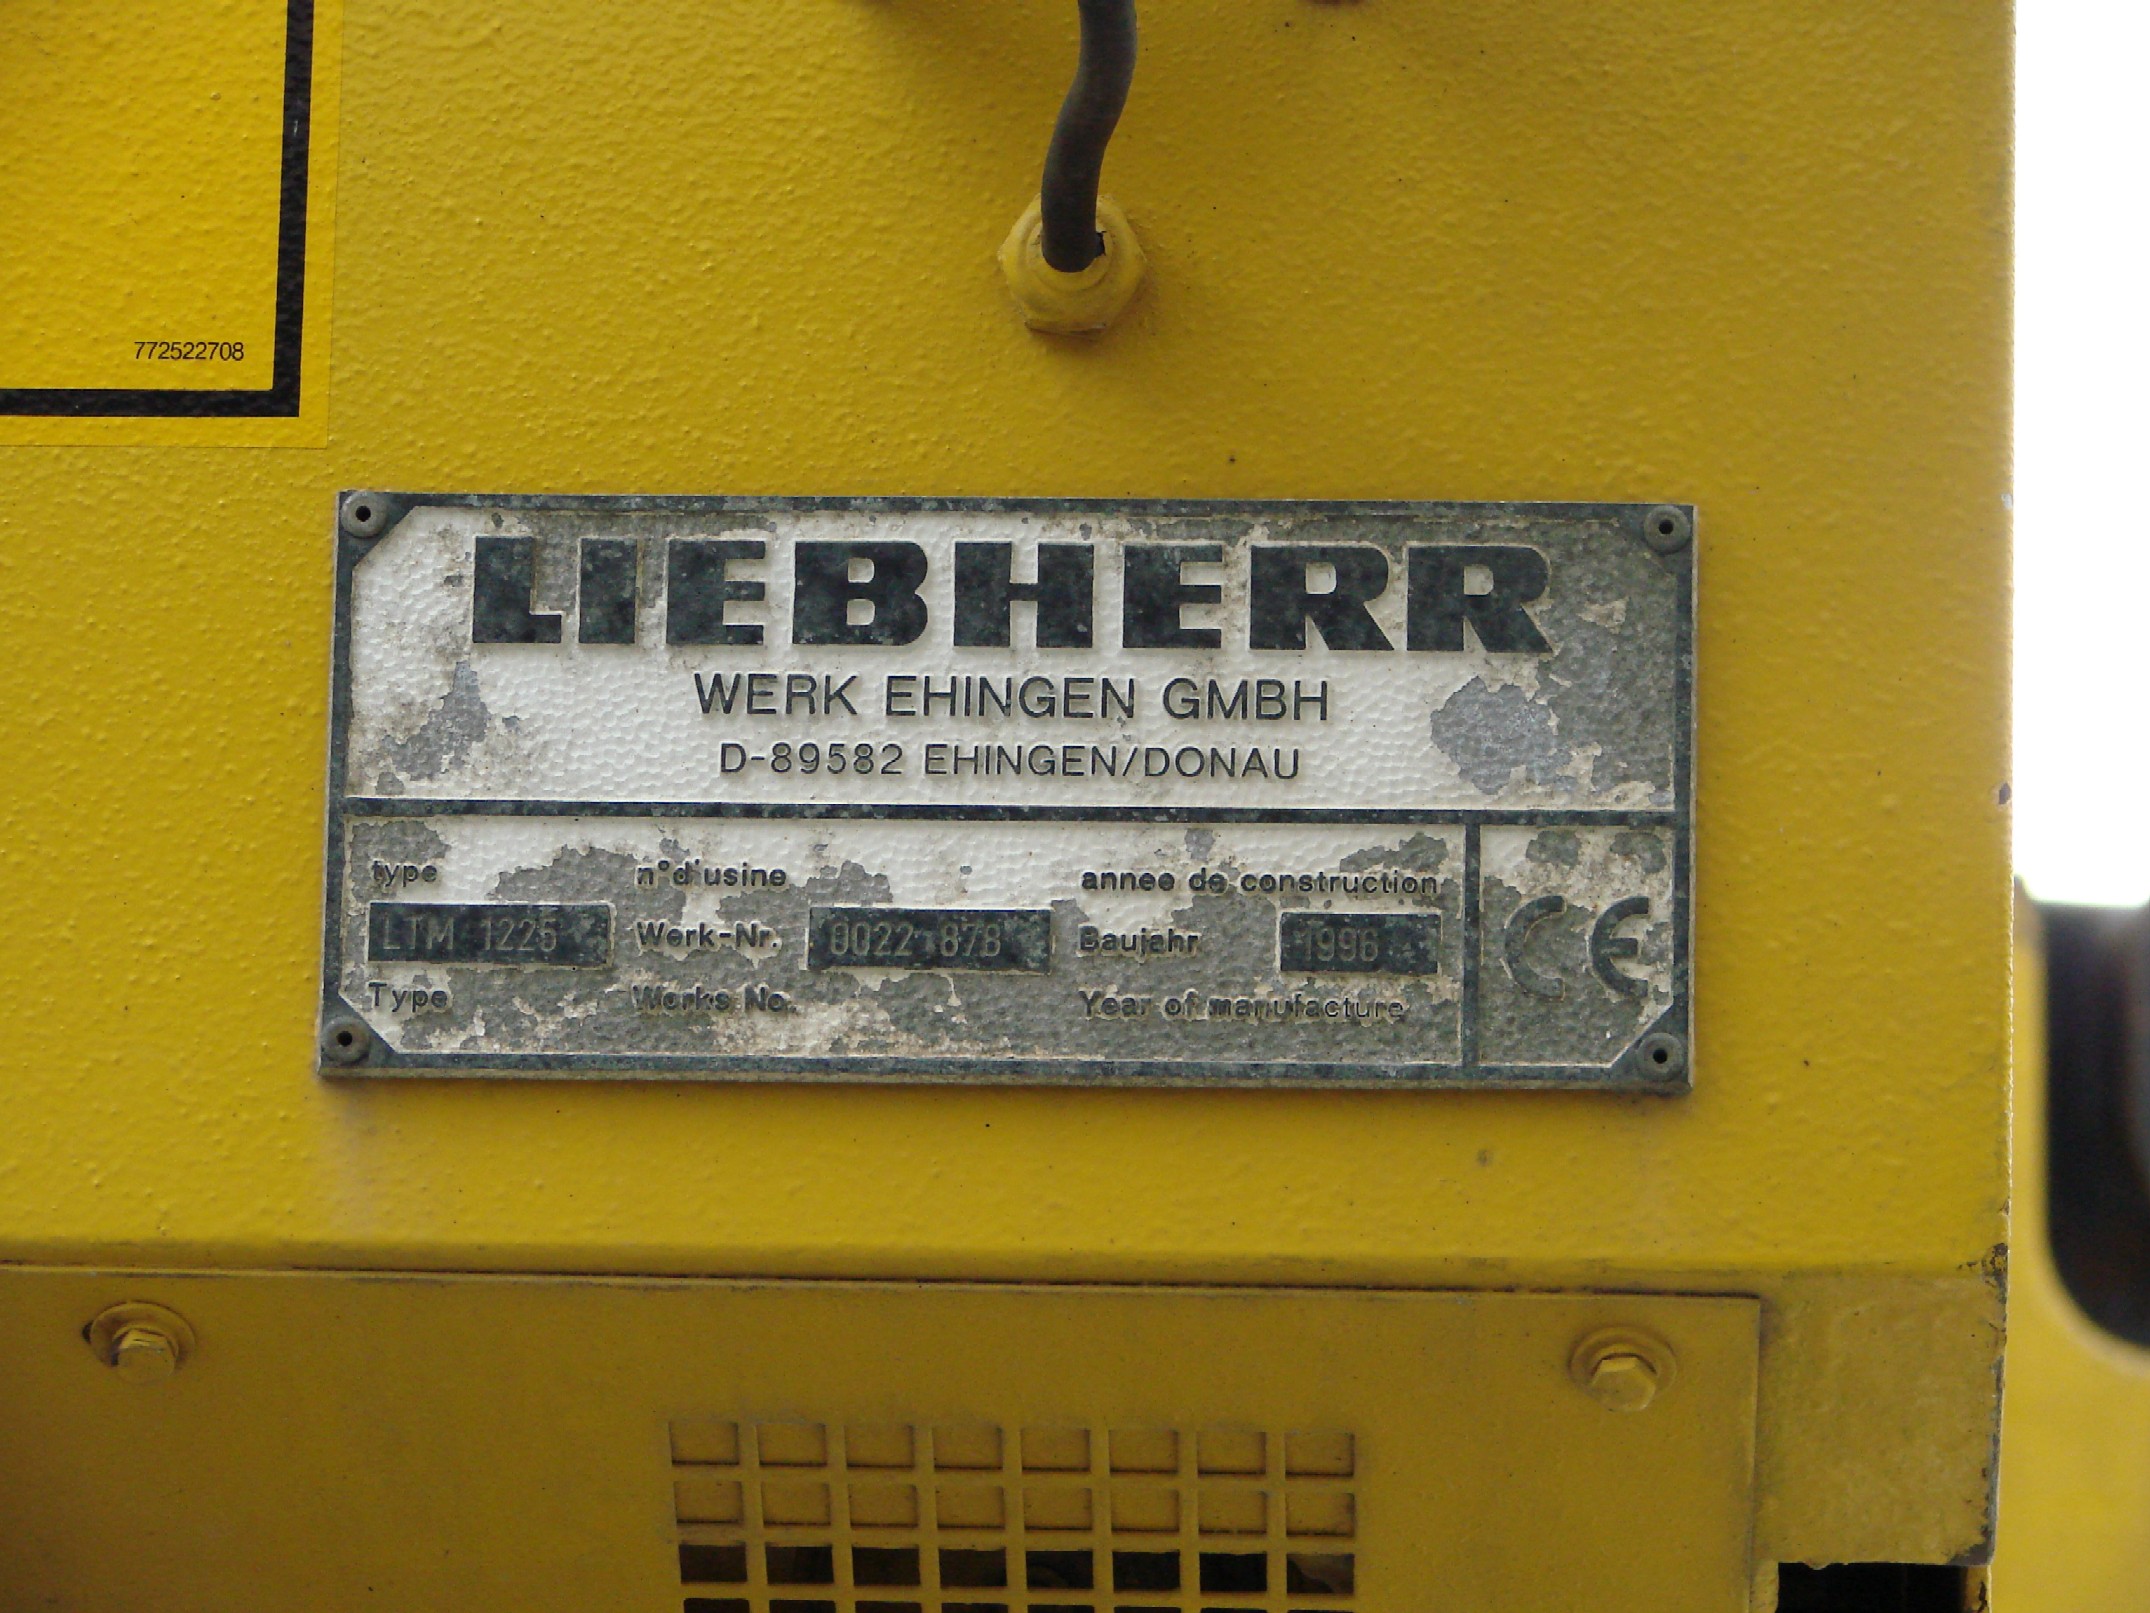 772522708
LIEBHERR
WERK EHINGEN GMBH
D-89582 EHINGEN/DONAU
type n°d'usine annee de construction
LTM 1225 Werk-Nr. 0022 878 Baujahr 1996 CE
Type Works No. Year of manufacture